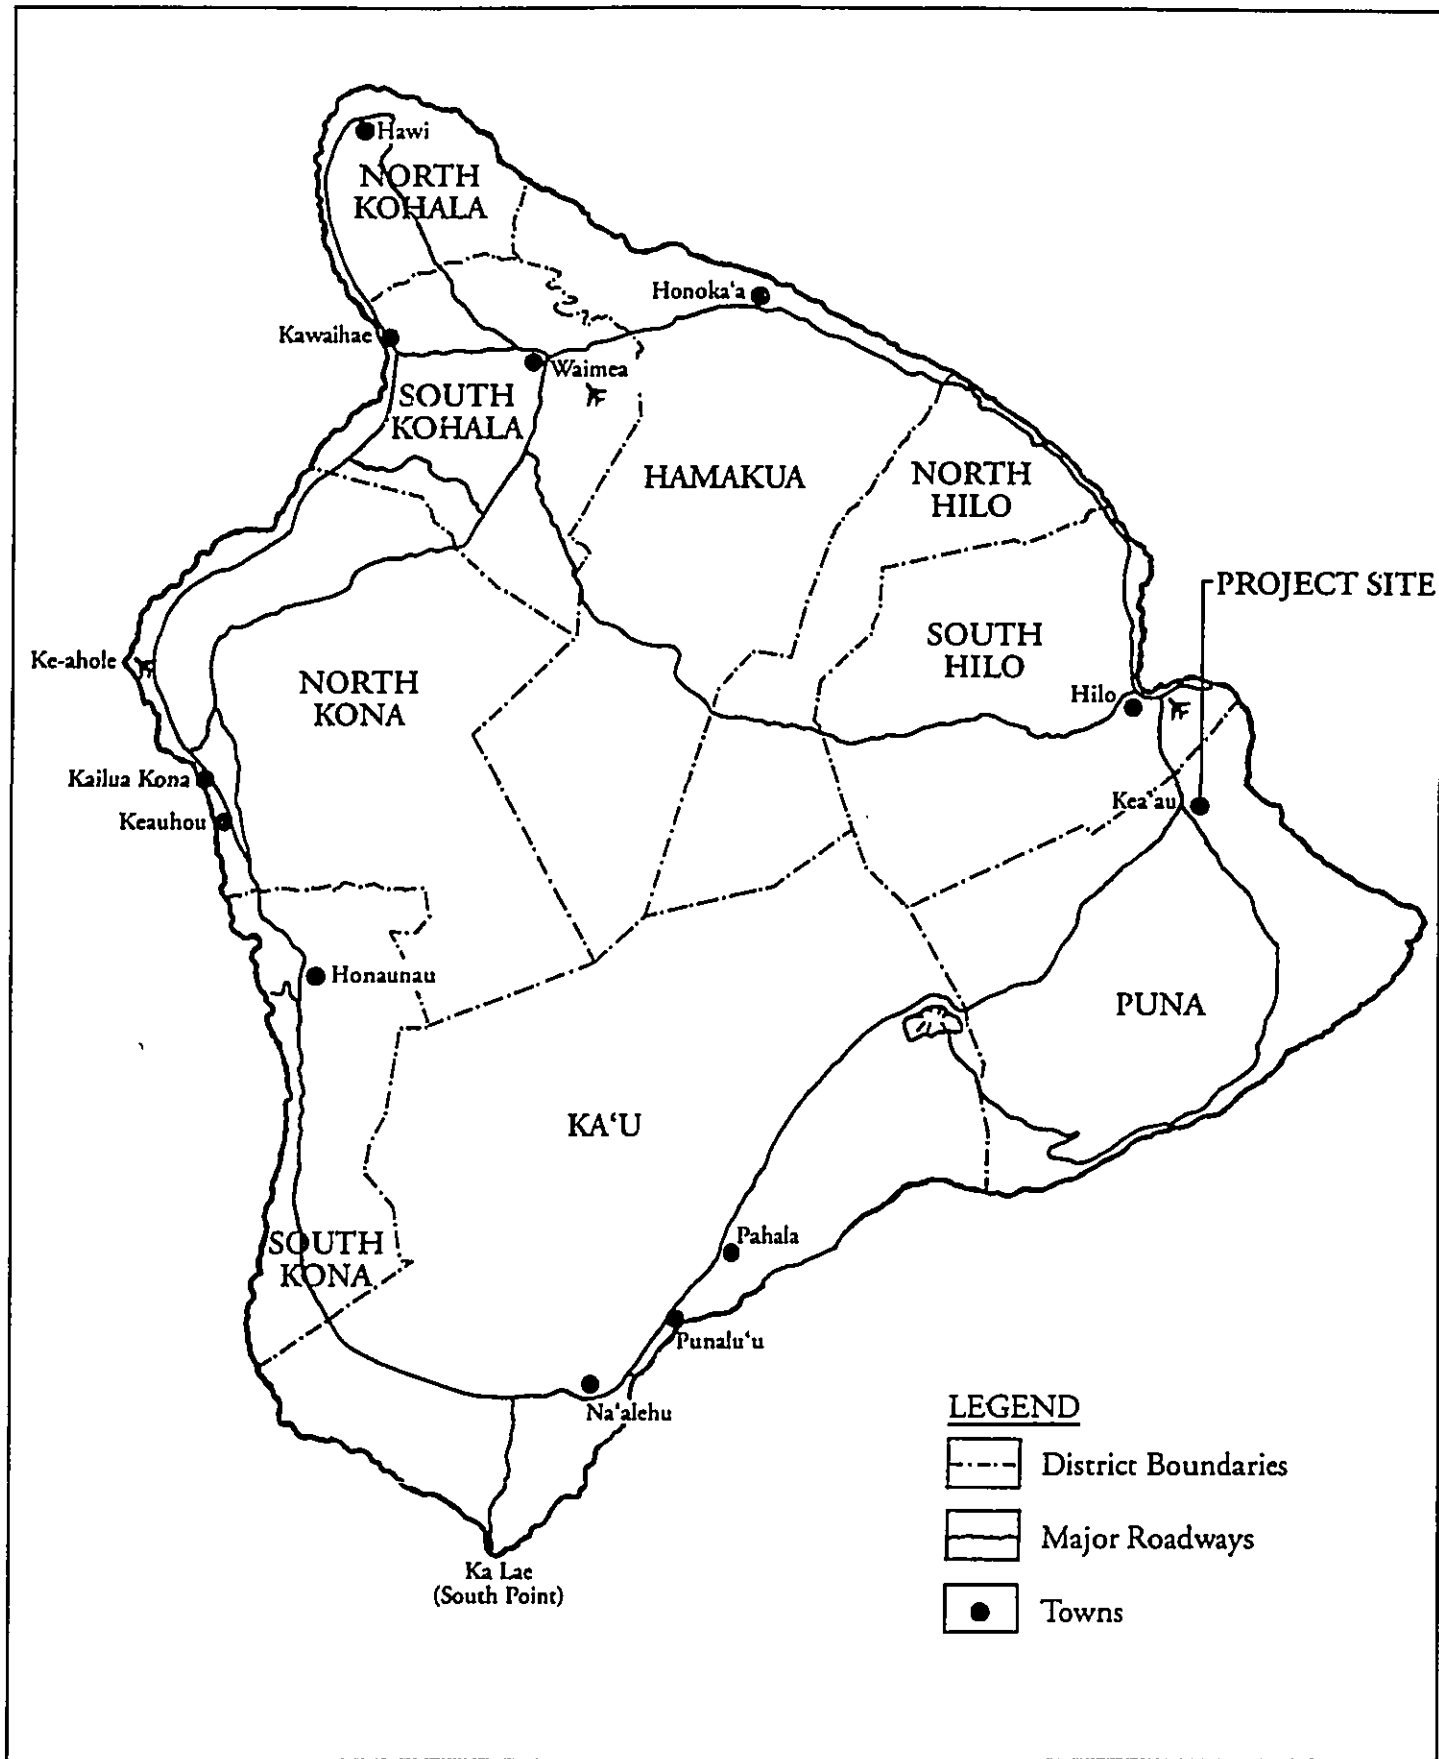 Hawi
NORTH
KOHALA
Honoka‘a
Kawaihae
Waimea
SOUTH
KOHALA
HAMAKUA
NORTH
HILO
PROJECT SITE
SOUTH
HILO
Ke-ahole
NORTH
KONA
Hilo
Kailua Kona
Kea‘au
Keauhou
Honaunau
PUNA
KA‘U
Pahala
SOUTH
KONA
Punalu‘u
Na‘alehu
LEGEND
District Boundaries
Major Roadways
Towns
Ka Lae
(South Point)